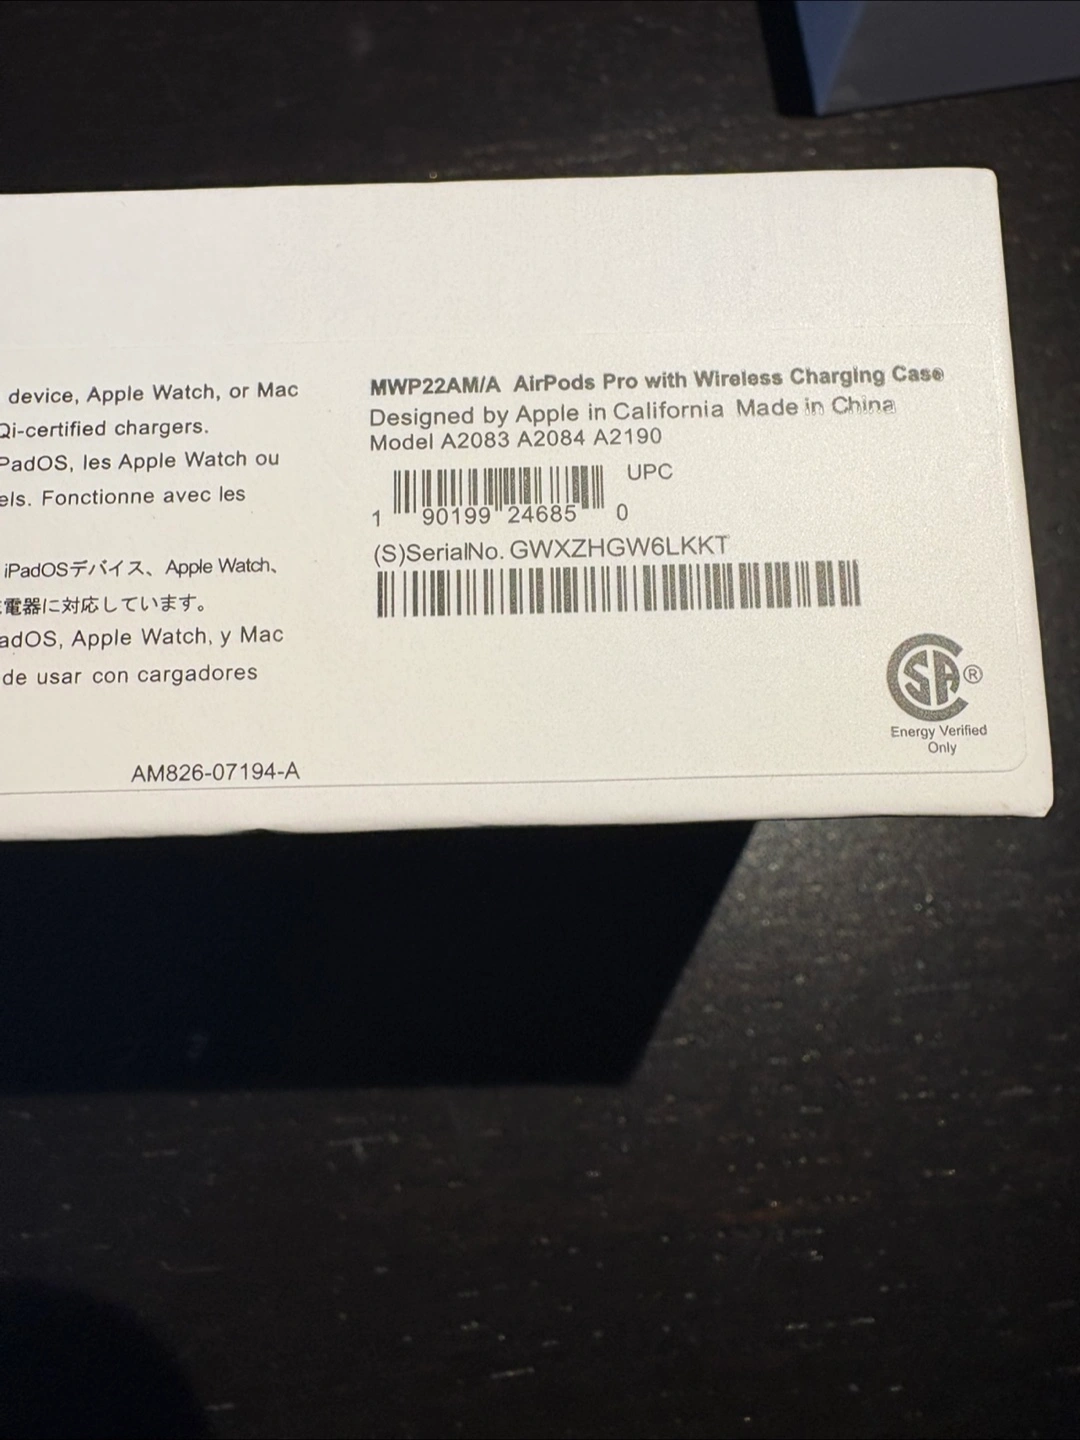 device, Apple Watch, or Mac
Qi-certified chargers.
PadOS, les Apple Watch ou
els. Fonctionne avec les
iPadOSデバイス、Apple Watch、
電器に対応しています。
adOS, Apple Watch, y Mac
de usar con cargadores
AM826-07194-A
MWP22AM/A AirPods Pro with Wireless Charging Case
Designed by Apple in California Made in China
Model A2083 A2084 A2190
UPC
1 90199 24685 0
(S)SerialNo. GWXZHGW6LKKT
SA®
Energy Verified
Only